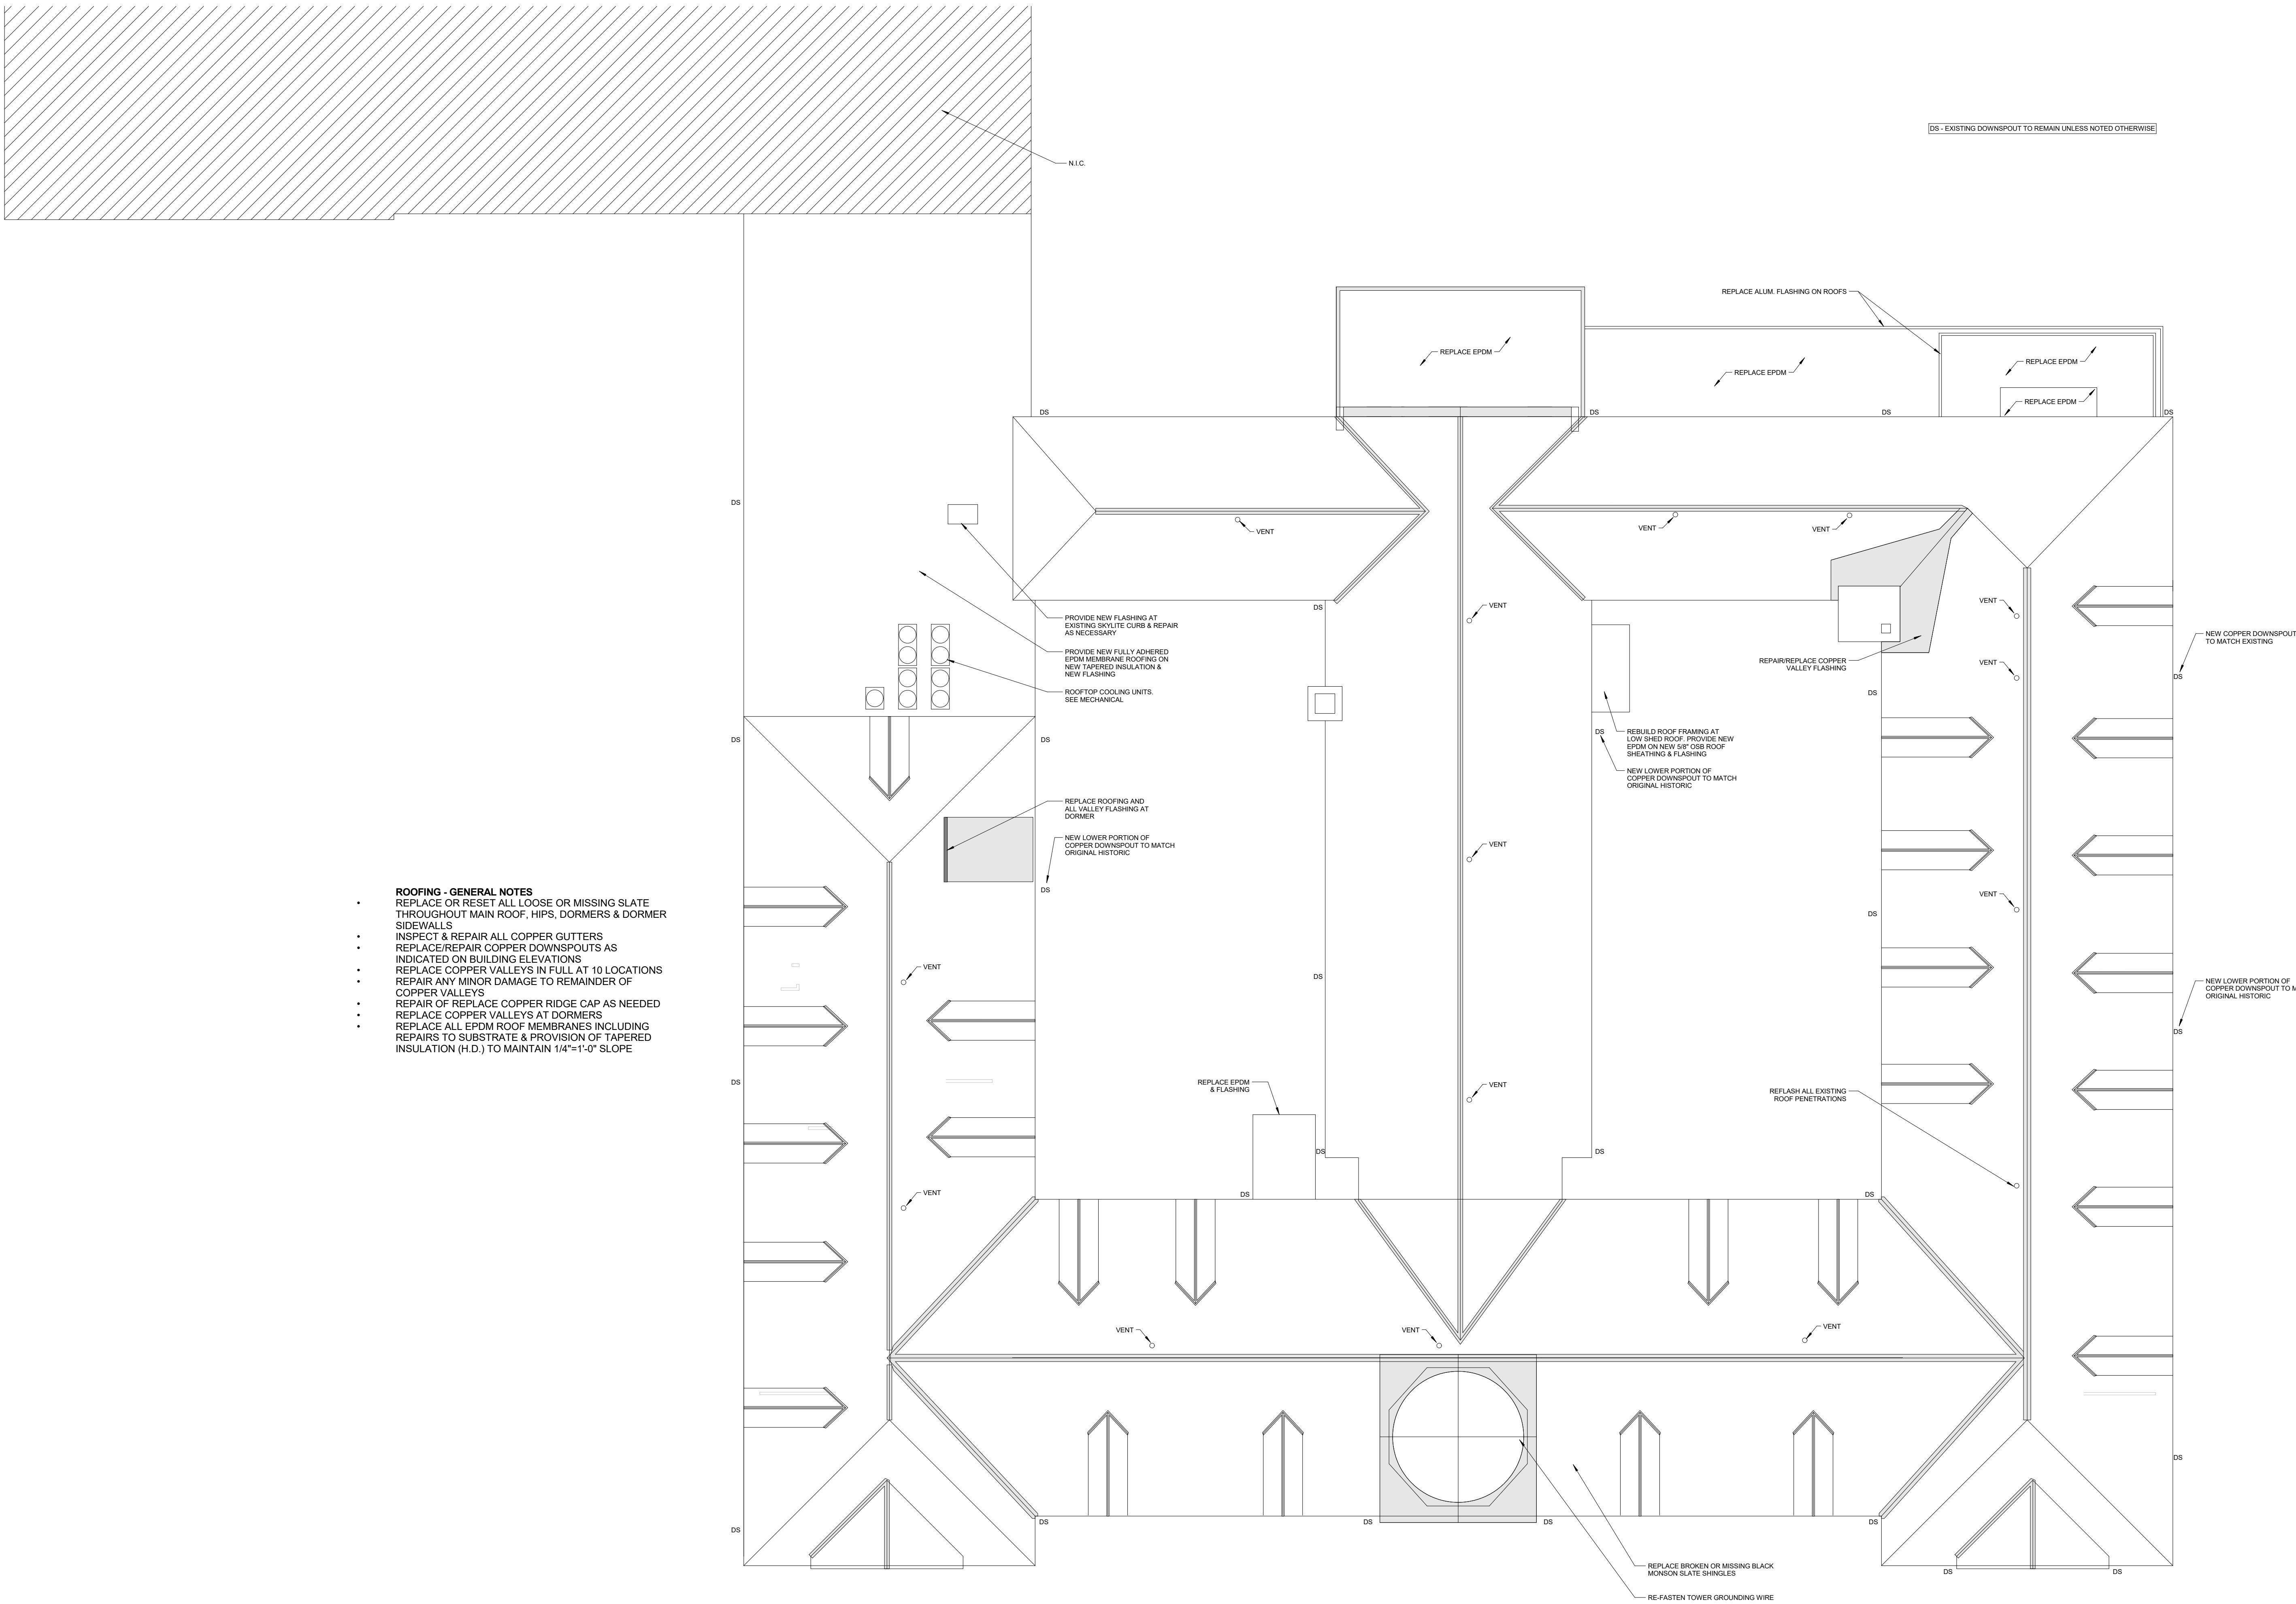 DS - EXISTING DOWNSPOUT TO REMAIN UNLESS NOTED OTHERWISE
N.I.C.
REPLACE ALUM. FLASHING ON ROOFS
REPLACE EPDM
REPLACE EPDM
REPLACE EPDM
REPLACE EPDM
DS
DS
DS
DS
DS
VENT
VENT
VENT
VENT
VENT
DS
PROVIDE NEW FLASHING AT
EXISTING SKYLITE CURB & REPAIR
AS NECESSARY
PROVIDE NEW FULLY ADHERED
EPDM MEMBRANE ROOFING ON
NEW TAPERED INSULATION &
NEW FLASHING
ROOFTOP COOLING UNITS.
SEE MECHANICAL
NEW COPPER DOWNSPOUT
TO MATCH EXISTING
DS
REPAIR/REPLACE COPPER
VALLEY FLASHING
VENT
DS
DS
DS
REBUILD ROOF FRAMING AT
LOW SHED ROOF. PROVIDE NEW
EPDM ON NEW 5/8" OSB ROOF
SHEATHING & FLASHING
DS
NEW LOWER PORTION OF
COPPER DOWNSPOUT TO MATCH
ORIGINAL HISTORIC
REPLACE ROOFING AND
ALL VALLEY FLASHING AT
DORMER
NEW LOWER PORTION OF
COPPER DOWNSPOUT TO MATCH
ORIGINAL HISTORIC
DS
VENT
VENT
DS
ROOFING - GENERAL NOTES
• REPLACE OR RESET ALL LOOSE OR MISSING SLATE
THROUGHOUT MAIN ROOF, HIPS, DORMERS & DORMER
SIDEWALLS
• INSPECT & REPAIR ALL COPPER GUTTERS
• REPLACE/REPAIR COPPER DOWNSPOUTS AS
INDICATED ON BUILDING ELEVATIONS
• REPLACE COPPER VALLEYS IN FULL AT 10 LOCATIONS
• REPAIR ANY MINOR DAMAGE TO REMAINDER OF
COPPER VALLEYS
• REPAIR OF REPLACE COPPER RIDGE CAP AS NEEDED
• REPLACE COPPER VALLEYS AT DORMERS
• REPLACE ALL EPDM ROOF MEMBRANES INCLUDING
REPAIRS TO SUBSTRATE & PROVISION OF TAPERED
INSULATION (H.D.) TO MAINTAIN 1/4"=1'-0" SLOPE
VENT
DS
NEW LOWER PORTION OF
COPPER DOWNSPOUT TO
ORIGINAL HISTORIC
DS
DS
REPLACE EPDM
& FLASHING
VENT
REFLASH ALL EXISTING
ROOF PENETRATIONS
DS
DS
DS
DS
VENT
VENT
VENT
VENT
DS
DS
DS
DS
DS
DS
DS
DS
REPLACE BROKEN OR MISSING BLACK
MONSON SLATE SHINGLES
RE-FASTEN TOWER GROUNDING WIRE